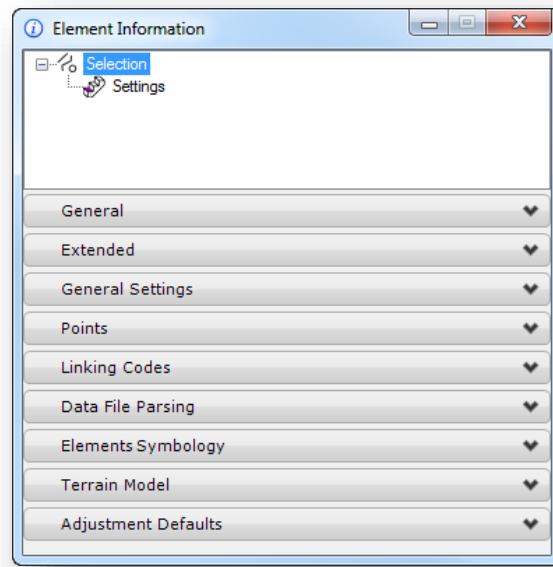 Element Information
Selection
Settings
General
Extended
General Settings
Points
Linking Codes
Data File Parsing
Elements Symbology
Terrain Model
Adjustment Defaults